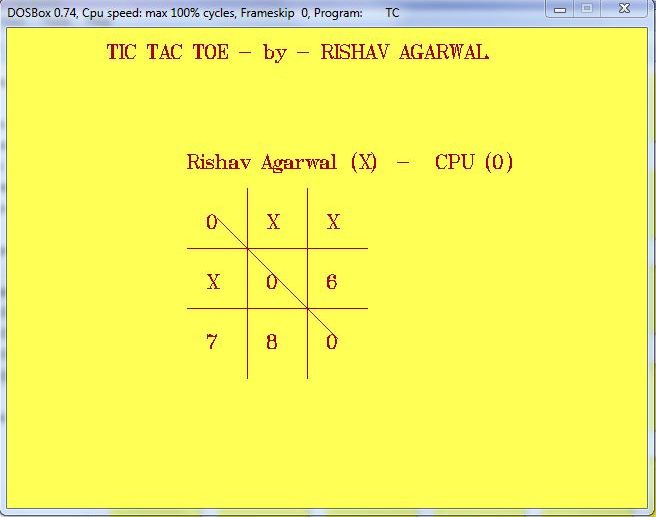 DOSBox 0.74, Cpu speed: max 100% cycles, Frameskip 0, Program: TC
TIC TAC TOE - by - RISHAV AGARWAL
Rishav Agarwal (X) - CPU (0)
0 X X
X 0 6
7 8 0